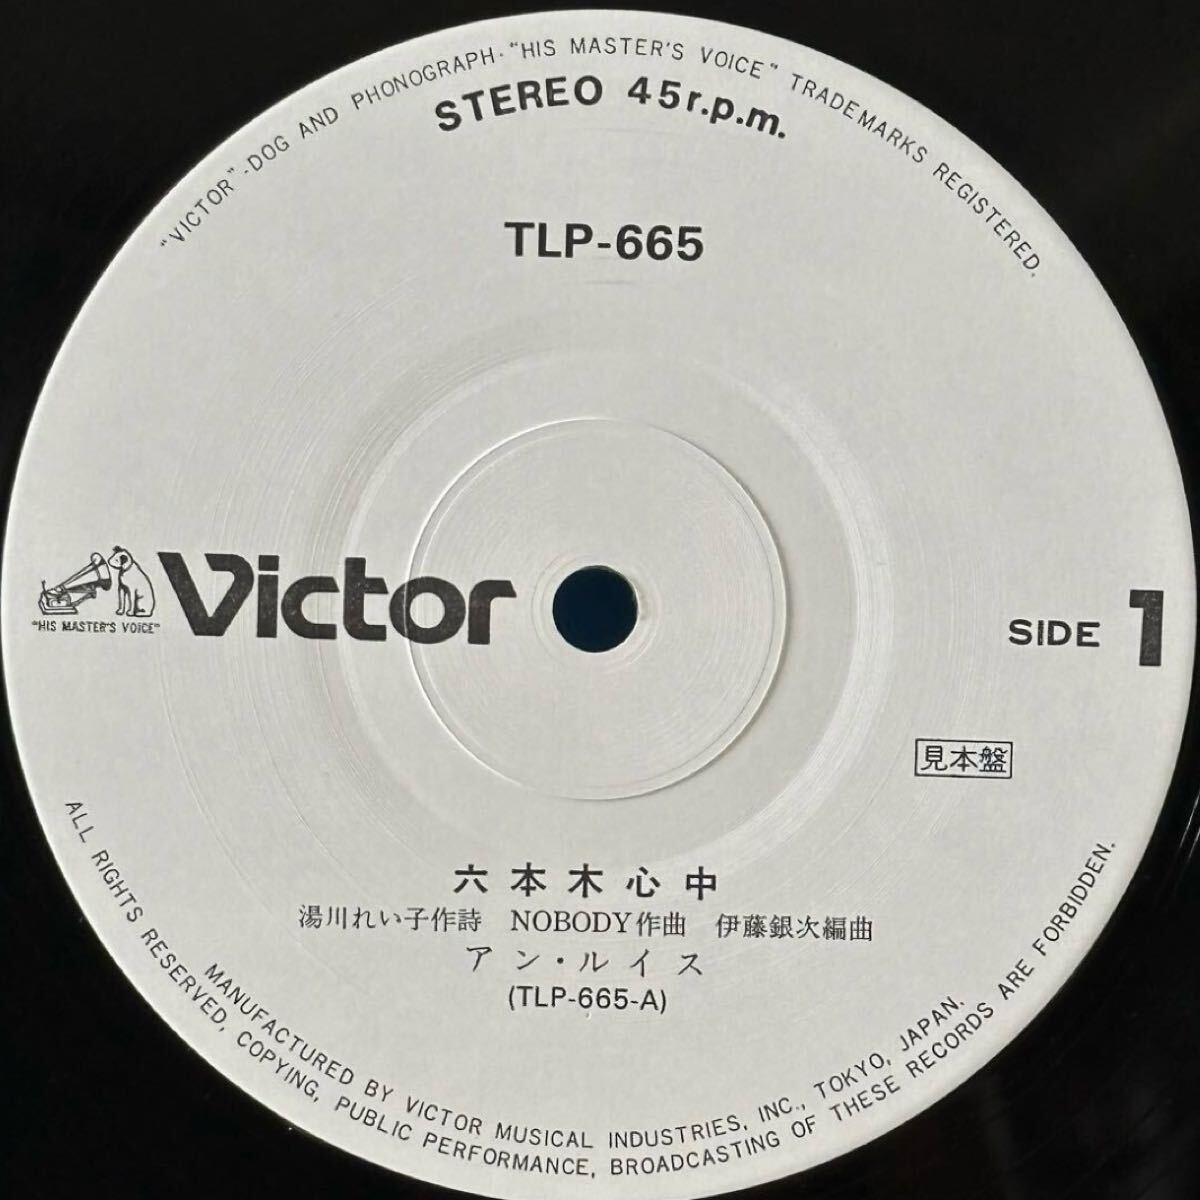 "VICTOR"-DOG AND PHONOGRAPH·"HIS MASTER'S VOICE" TRADEMARKS REGISTERED.
STEREO 45r.p.m.
TLP-665
Victor
"HIS MASTER'S VOICE"
SIDE 1
見本盤
六本木心中
湯川れい子作詩 NOBODY作曲 伊藤銀次編曲
アン・ルイス
(TLP-665-A)
MANUFACTURED BY VICTOR MUSICAL INDUSTRIES, INC., TOKYO, JAPAN.
ALL RIGHTS RESERVED, COPYING, PUBLIC PERFORMANCE, BROADCASTING OF THESE RECORDS ARE FORBIDDEN.